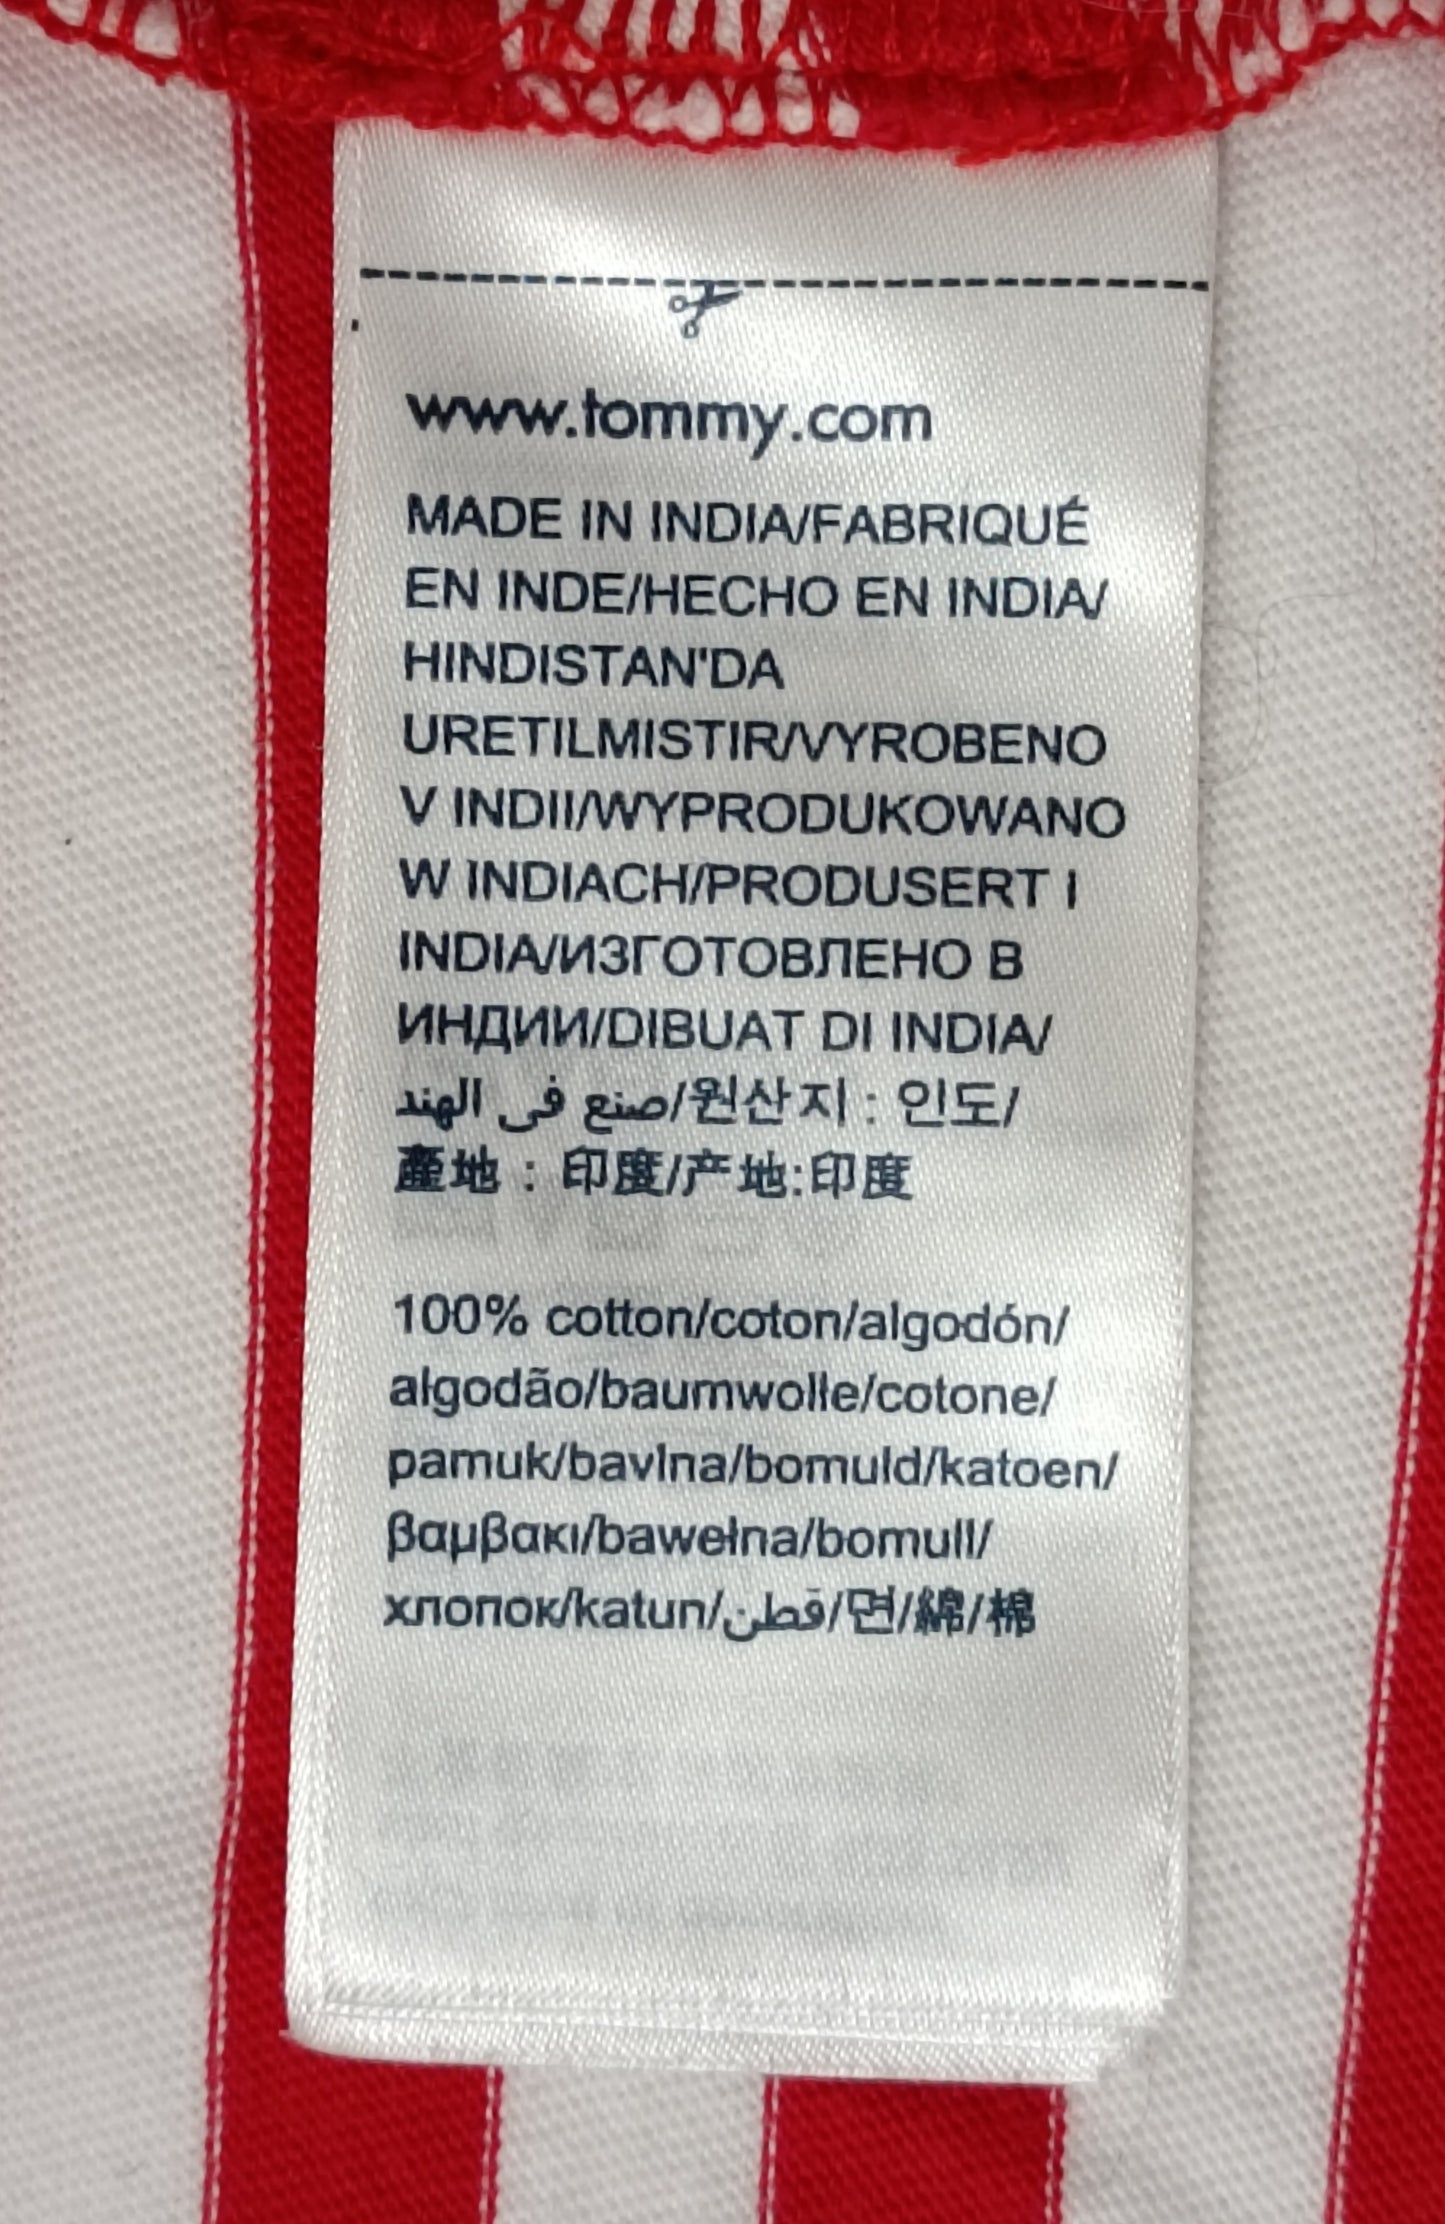 www.tommy.com
MADE IN INDIA/FABRIQUÉ
EN INDE/HECHO EN INDIA/
HINDISTAN'DA
URETILMISTIR/VYROBENO
V INDII/WYPRODUKOWANO
W INDIACH/PRODUSERT I
INDIA/ИЗГОТОВЛЕНО В
ИНДИИ/DIBUAT DI INDIA/
صنع في الهند/원산지 : 인도/
產地 : 印度/产地:印度
100% cotton/coton/algodón/
algodão/baumwolle/cotone/
pamuk/bavlna/bomuld/katoen/
βαμβακι/bawełna/bomull/
хлопок/katun/قطن/면/綿/棉